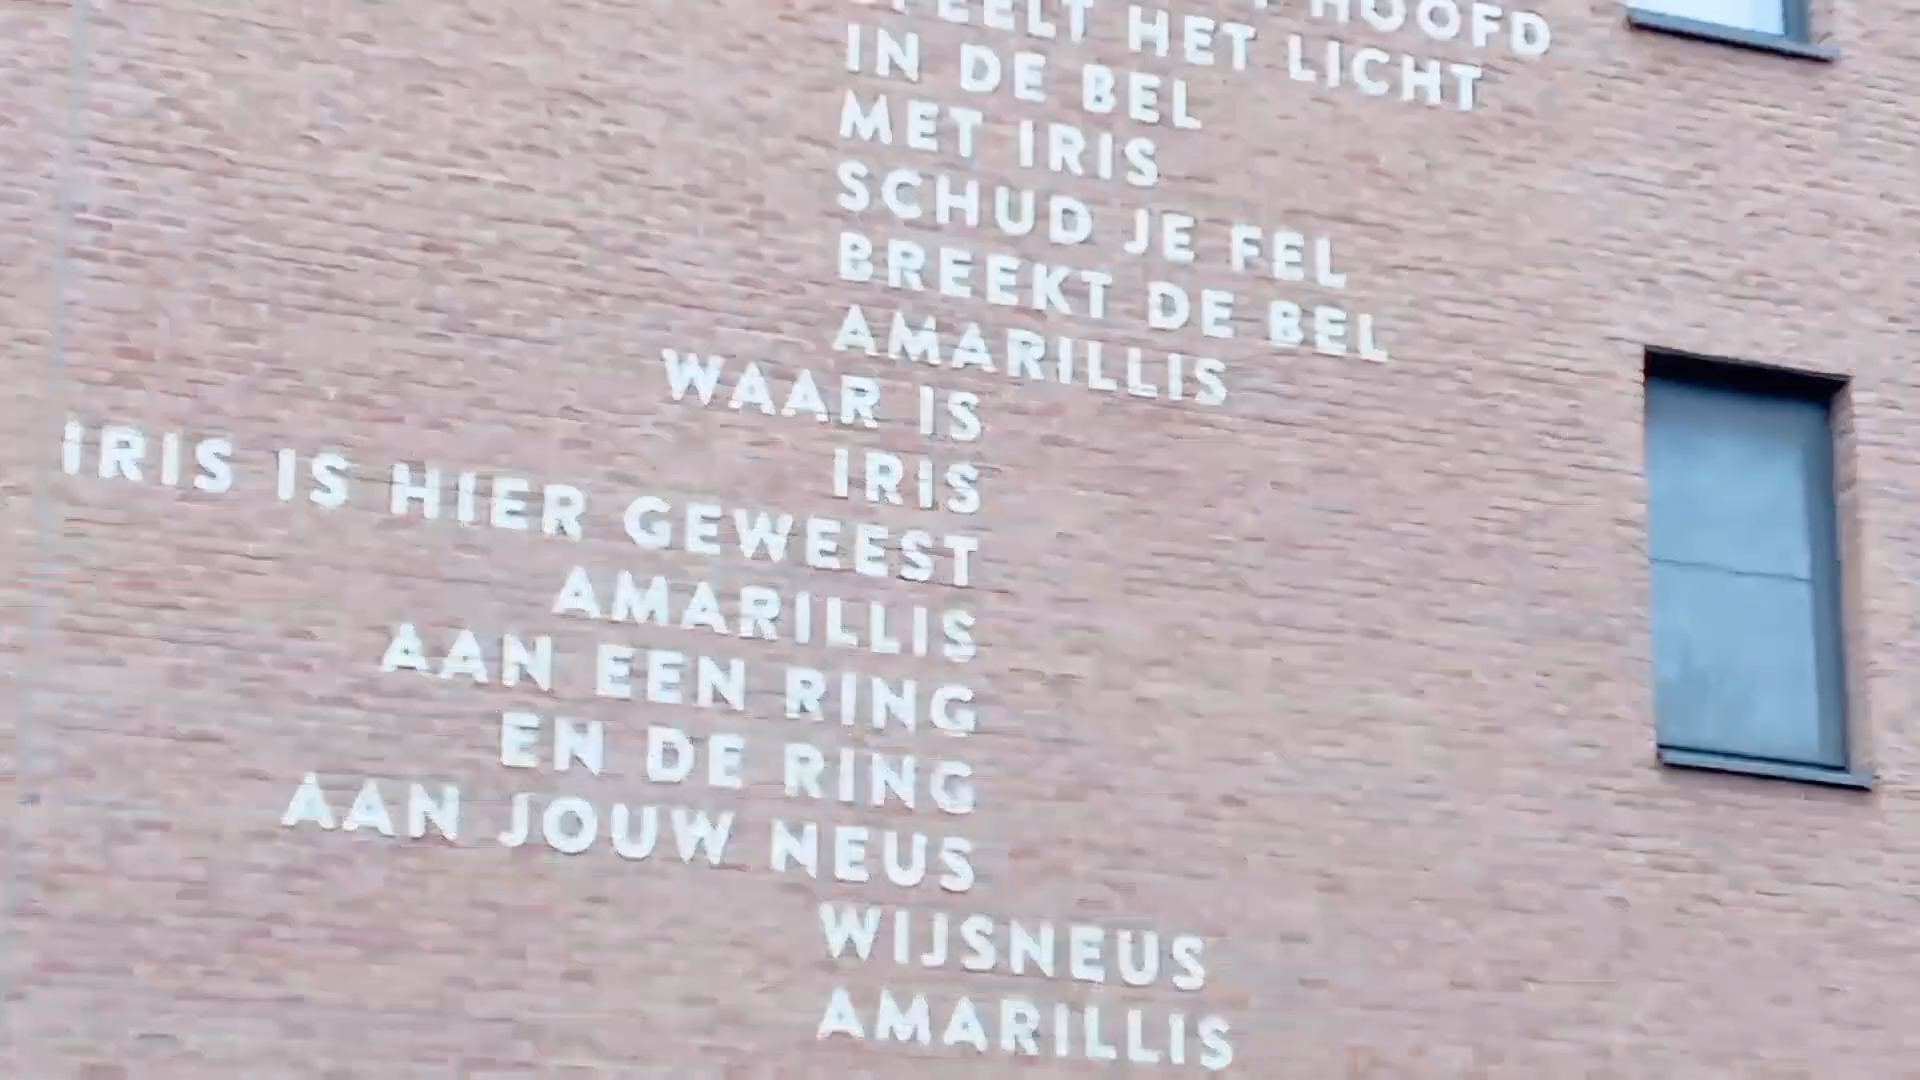 HOOFD
SPEELT HET LICHT
IN DE BEL
MET IRIS
SCHUD JE FEL
BREEKT DE BEL
AMARILLIS
WAAR IS
IRIS
IRIS IS HIER GEWEEST
AMARILLIS
AAN EEN RING
EN DE RING
AAN JOUW NEUS
WIJSNEUS
AMARILLIS